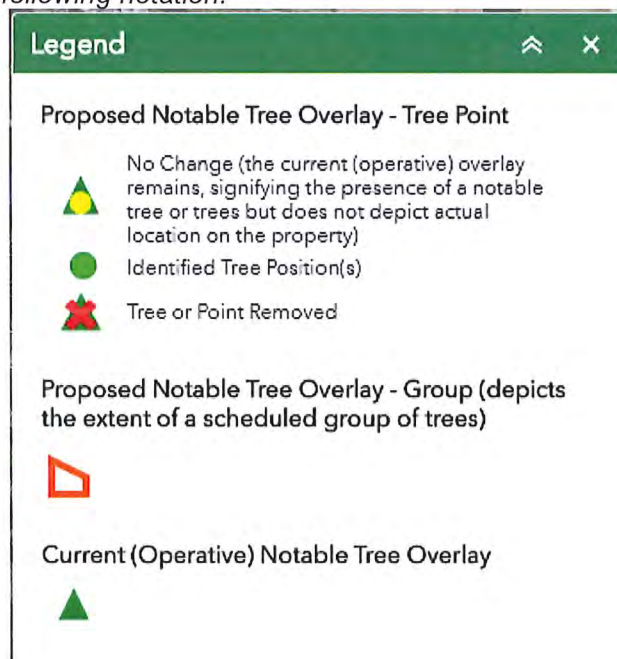 following notation:
Legend
Proposed Notable Tree Overlay - Tree Point
No Change (the current (operative) overlay
remains, signifying the presence of a notable
tree or trees but does not depict actual
location on the property)
Identified Tree Position(s)
Tree or Point Removed
Proposed Notable Tree Overlay - Group (depicts
the extent of a scheduled group of trees)
Current (Operative) Notable Tree Overlay